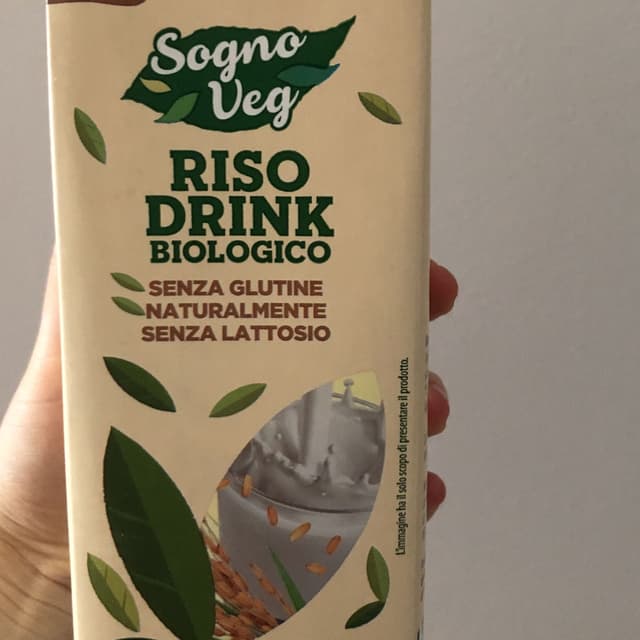 Sogno
Veg
RISO
DRINK
BIOLOGICO
SENZA GLUTINE
NATURALMENTE
SENZA LATTOSIO
L'immagine ha il solo scopo di presentare il prodotto.